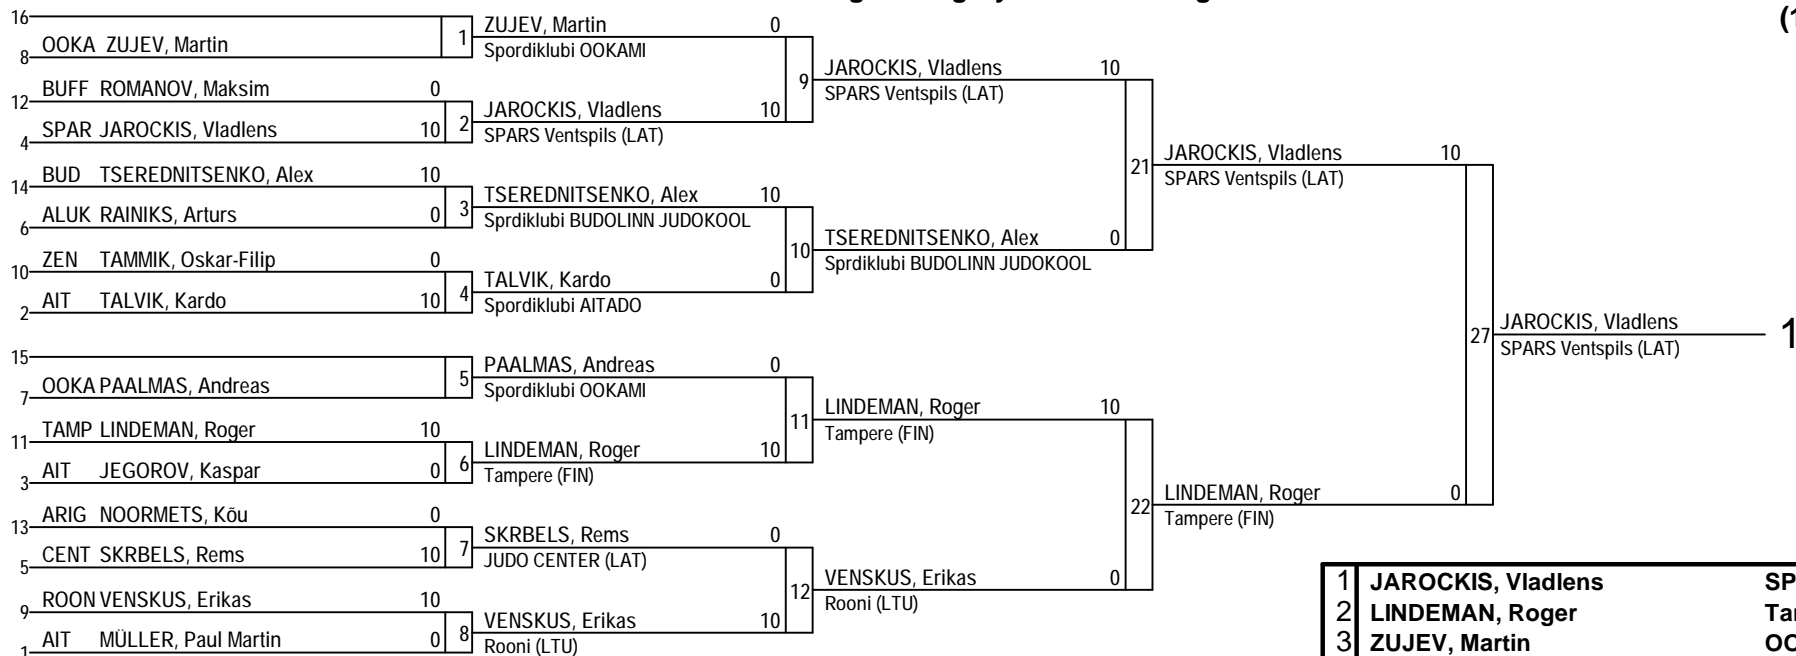 (1
16
OOKA ZUJEV, Martin
8
1
ZUJEV, Martin 0
Spordiklubi OOKAMI
BUFF ROMANOV, Maksim 0
12
SPAR JAROCKIS, Vladlens 10
4
2
JAROCKIS, Vladlens 10
SPARS Ventspils (LAT)
9
JAROCKIS, Vladlens 10
SPARS Ventspils (LAT)
BUD TSEREDNITSENKO, Alex 10
14
ALUK RAINIKS, Arturs 0
6
3
TSEREDNITSENKO, Alex 10
Sprdiklubi BUDOLINN JUDOKOOL
ZEN TAMMIK, Oskar-Filip 0
10
AIT TALVIK, Kardo 10
2
4
TALVIK, Kardo 0
Spordiklubi AITADO
10
TSEREDNITSENKO, Alex 0
Sprdiklubi BUDOLINN JUDOKOOL
21
JAROCKIS, Vladlens 10
SPARS Ventspils (LAT)
15
OOKA PAALMAS, Andreas
7
5
PAALMAS, Andreas 0
Spordiklubi OOKAMI
TAMP LINDEMAN, Roger 10
11
AIT JEGOROV, Kaspar 0
3
6
LINDEMAN, Roger 10
Tampere (FIN)
11
LINDEMAN, Roger 10
Tampere (FIN)
ARIG NOORMETS, Kõu 0
13
CENT SKRBELS, Rems 10
5
7
SKRBELS, Rems 0
JUDO CENTER (LAT)
ROON VENSKUS, Erikas 10
9
AIT MÜLLER, Paul Martin 0
1
8
VENSKUS, Erikas 10
Rooni (LTU)
12
VENSKUS, Erikas 0
Rooni (LTU)
22
LINDEMAN, Roger 0
Tampere (FIN)
27
JAROCKIS, Vladlens
SPARS Ventspils (LAT)
1
1 JAROCKIS, Vladlens SP
2 LINDEMAN, Roger Ta
3 ZUJEV, Martin OO